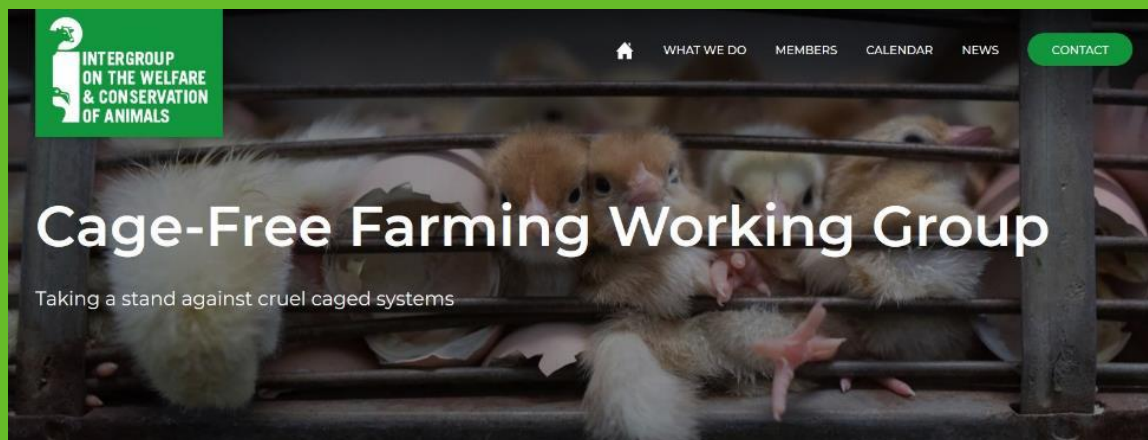 INTERGROUP
ON THE WELFARE
& CONSERVATION
OF ANIMALS
WHAT WE DO MEMBERS CALENDAR NEWS CONTACT
Cage-Free Farming Working Group
Taking a stand against cruel caged systems